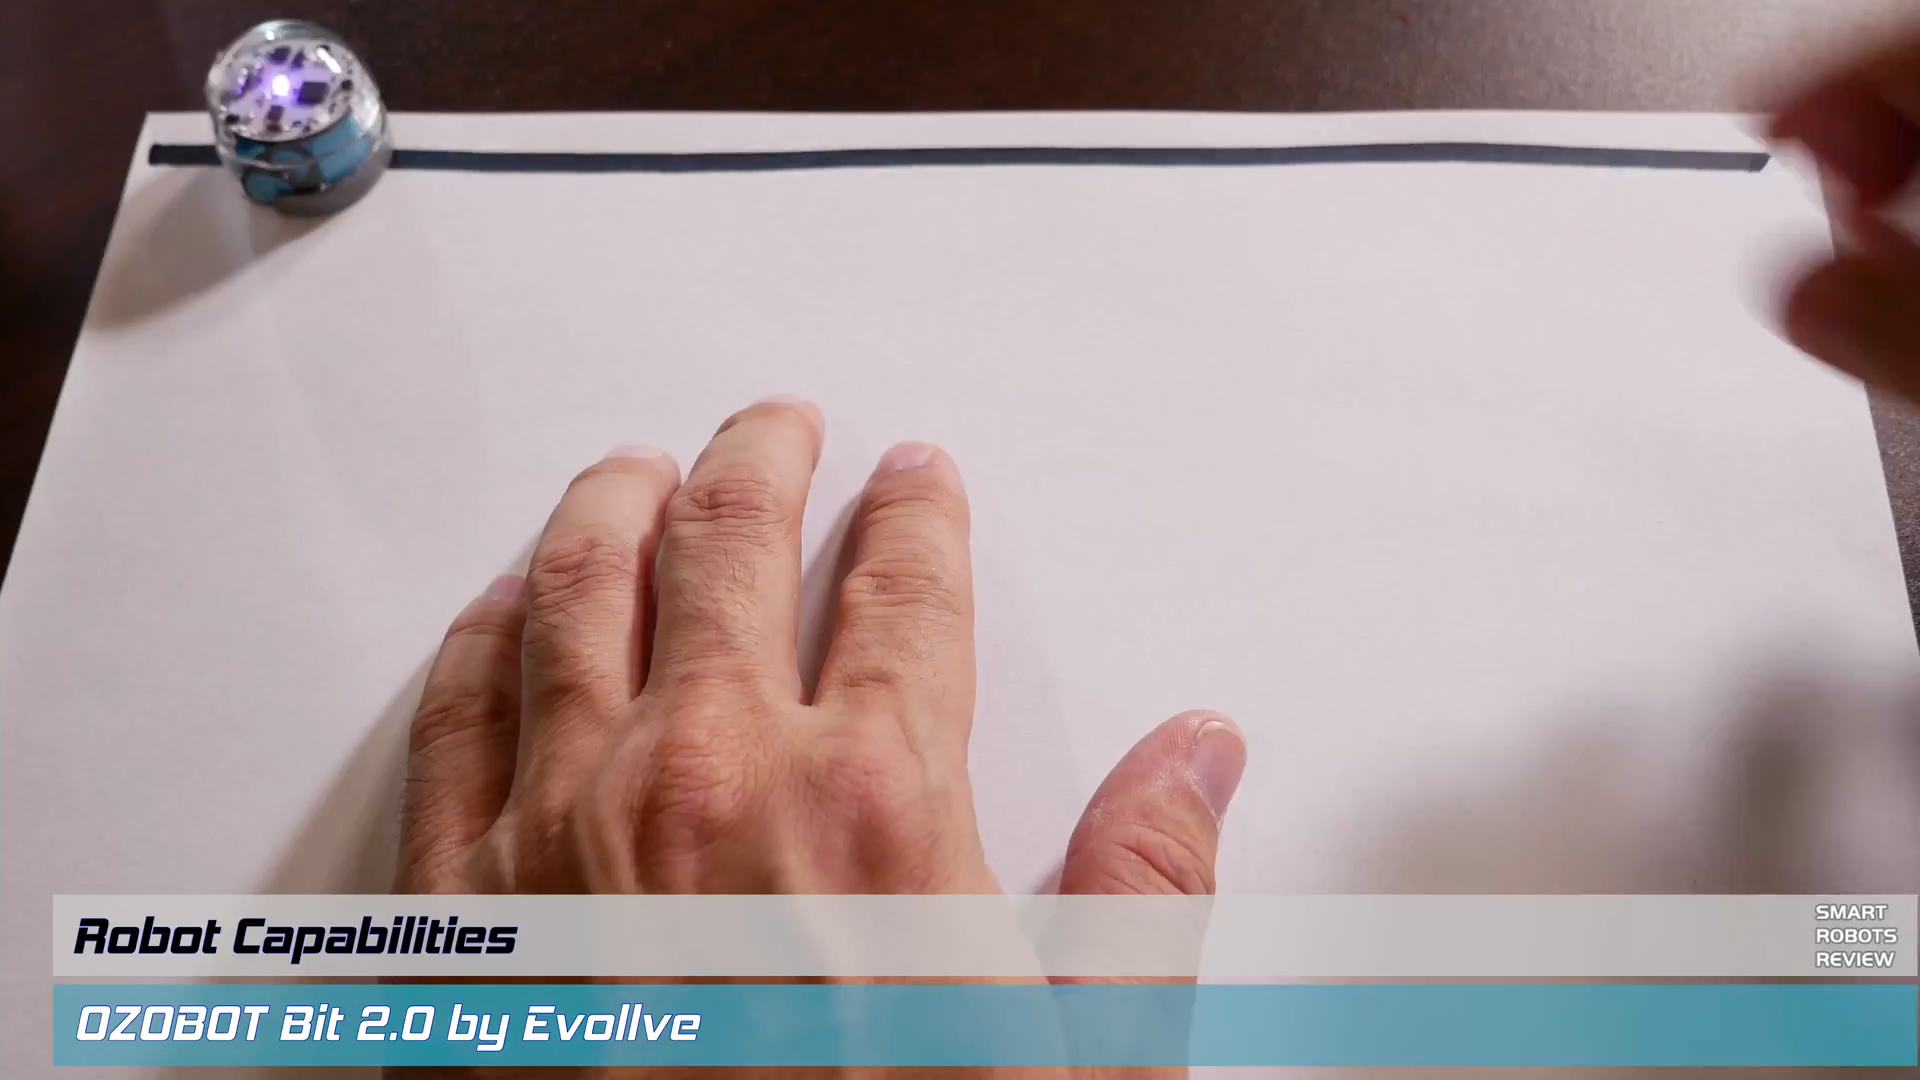 Robot Capabilities
SMART
ROBOTS
REVIEW
OZOBOT Bit 2.0 by Evollve